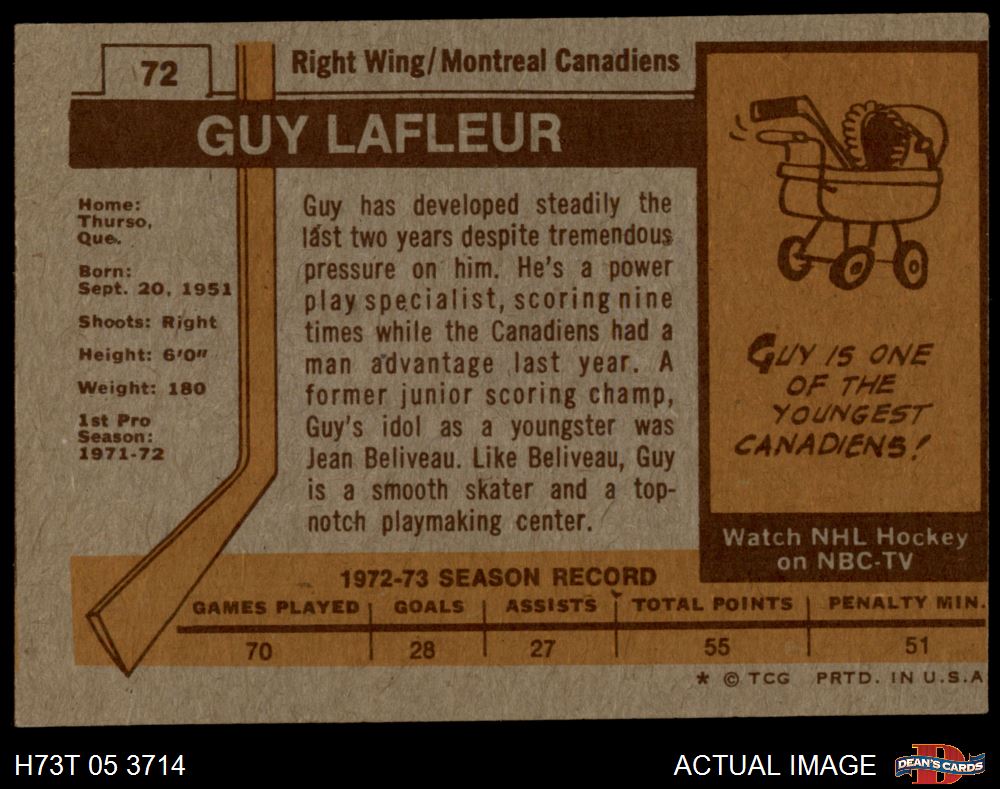 72
Right Wing/Montreal Canadiens
GUY LAFLEUR
Home:
Thurso,
Que.
Born:
Sept. 20, 1951
Shoots: Right
Height: 6'0"
Weight: 180
1st Pro
Season:
1971-72
Guy has developed steadily the
last two years despite tremendous
pressure on him. He's a power
play specialist, scoring nine
times while the Canadiens had a
man advantage last year. A
former junior scoring champ,
Guy's idol as a youngster was
Jean Beliveau. Like Beliveau, Guy
is a smooth skater and a top-
notch playmaking center.
GUY IS ONE
OF THE
YOUNGEST
CANADIENS!
Watch NHL Hockey
on NBC-TV
1972-73 SEASON RECORD
GAMES PLAYED GOALS ASSISTS TOTAL POINTS PENALTY MIN.
70 28 27 55 51
* © TCG PRTD. IN U.S.A
H73T 05 3714
ACTUAL IMAGE
D
DEAN'S CARDS